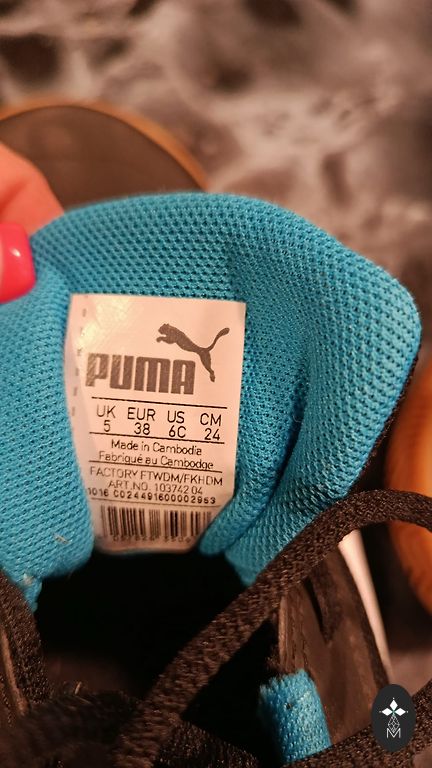 PUMA
UK EUR US CM
5 38 6C 24
Made in Cambodia
Fabriqué au Cambodge
FACTORY FTWDM/FKHDM
ART.NO. 103742 04
1016 C024491600002953